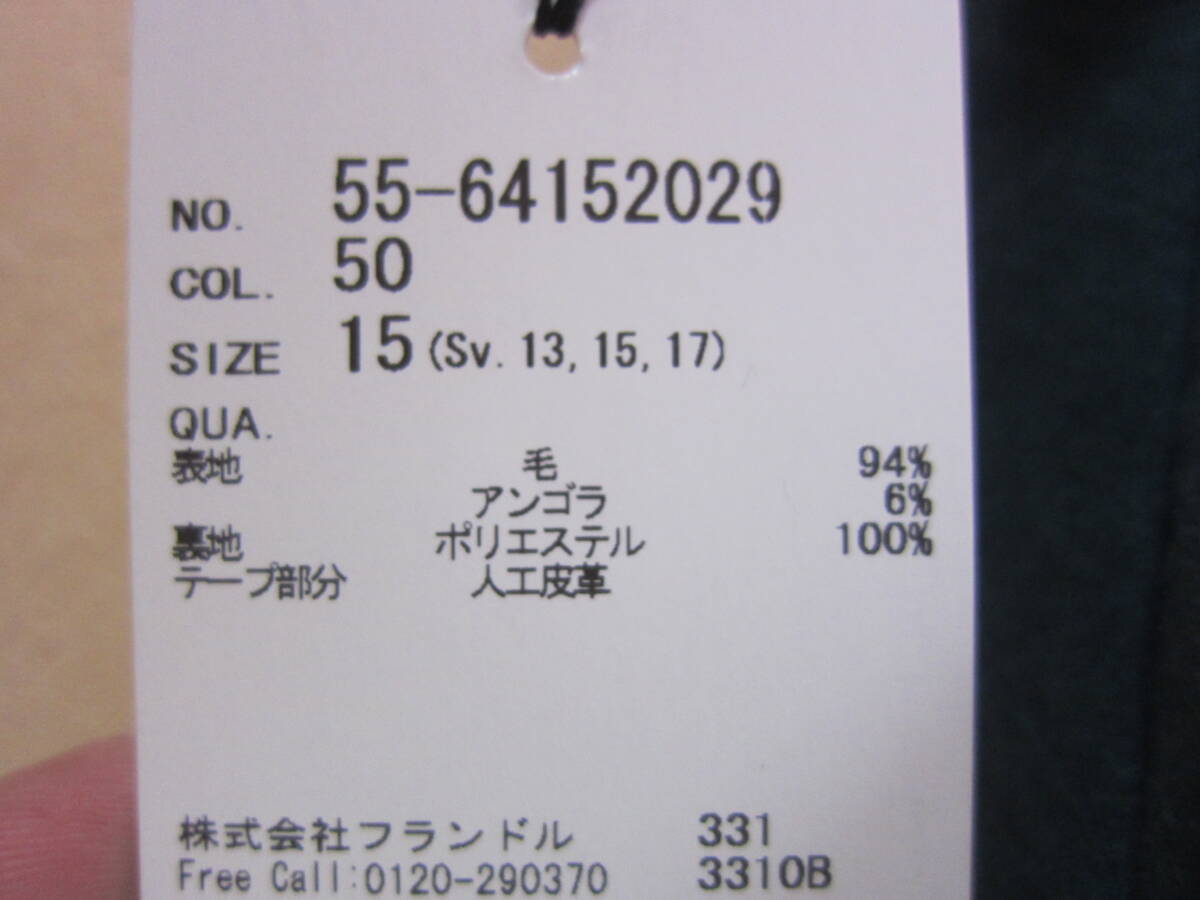 NO. 55-64152029
COL. 50
SIZE 15 (Sv. 13, 15, 17)
QUA.
表地 毛 94%
アンゴラ 6%
裏地 ポリエステル 100%
テープ部分 人工皮革
株式会社フランドル 331
Free Call:0120-290370 3310B